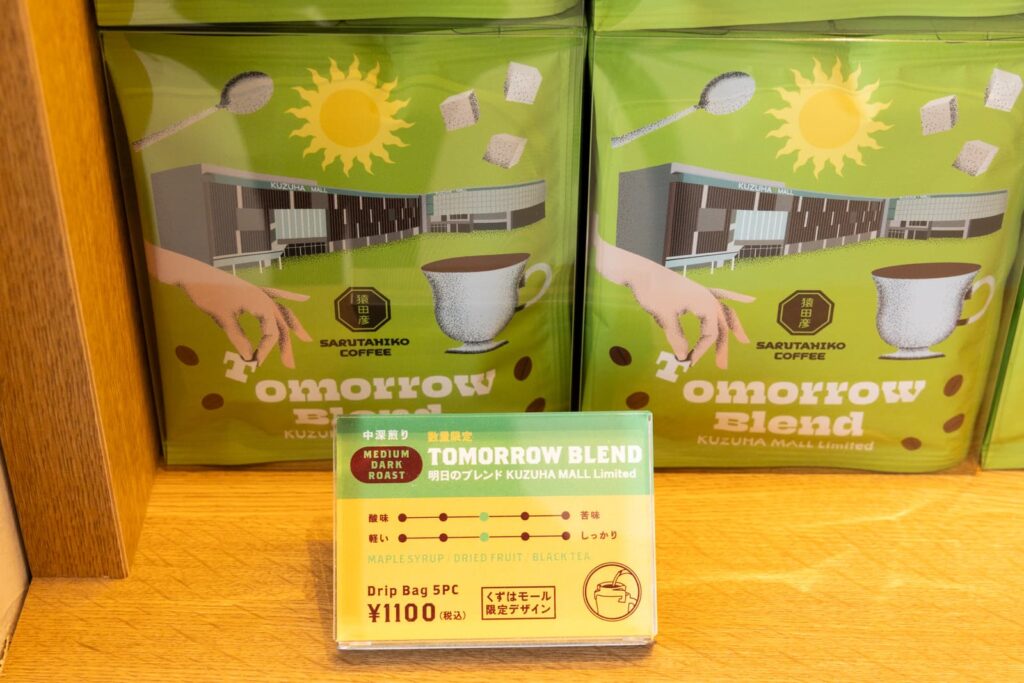 KUZUHA MALL
猿田彦
SARUTAHIKO
COFFEE
Tomorrow
Blend
KUZUHA
KUZUHA MALL
猿田彦
SARUTAHIKO
COFFEE
Tomorrow
Blend
KUZUHA MALL Limited
中深煎り 数量限定
MEDIUM
DARK
ROAST
TOMORROW BLEND
明日のブレンド KUZUHA MALL Limited
酸味 苦味
軽い しっかり
MAPLE SYRUP / DRIED FRUIT / BLACK TEA
Drip Bag 5PC
¥1100(税込)
くずはモール
限定デザイン